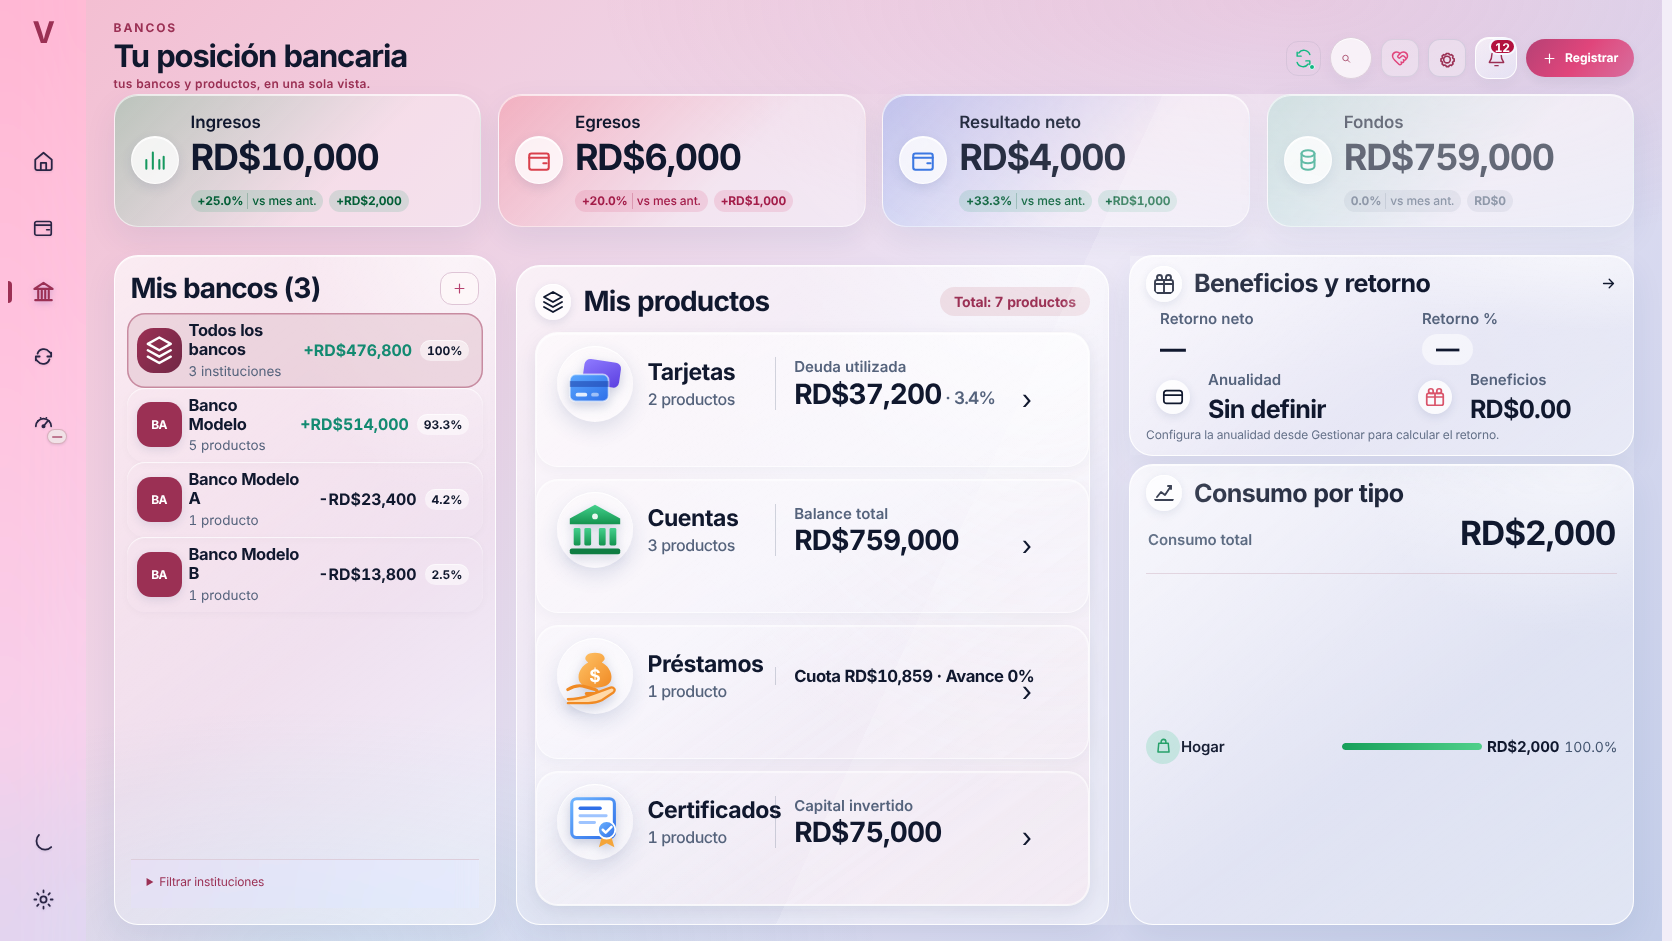 V
BANCOS
Tu posición bancaria
tus bancos y productos, en una sola vista.
12
+ Registrar
Ingresos
RD$10,000
+25.0% vs mes ant. +RD$2,000
Egresos
RD$6,000
+20.0% vs mes ant. +RD$1,000
Resultado neto
RD$4,000
+33.3% vs mes ant. +RD$1,000
Fondos
RD$759,000
0.0% vs mes ant. RD$0
Mis bancos (3)
+
Todos los
bancos
3 instituciones
+RD$476,800 100%
BA
Banco
Modelo
5 productos
+RD$514,000 93.3%
BA
Banco Modelo
A
1 producto
-RD$23,400 4.2%
BA
Banco Modelo
B
1 producto
-RD$13,800 2.5%
Filtrar instituciones
Mis productos
Total: 7 productos
Tarjetas
2 productos
Deuda utilizada
RD$37,200 · 3.4%
Cuentas
3 productos
Balance total
RD$759,000
$
Préstamos
1 producto
Cuota RD$10,859 · Avance 0%
Certificados
1 producto
Capital invertido
RD$75,000
Beneficios y retorno
Retorno neto
—
Retorno %
—
Anualidad
Sin definir
Beneficios
RD$0.00
Configura la anualidad desde Gestionar para calcular el retorno.
Consumo por tipo
Consumo total
RD$2,000
Hogar
RD$2,000 100.0%